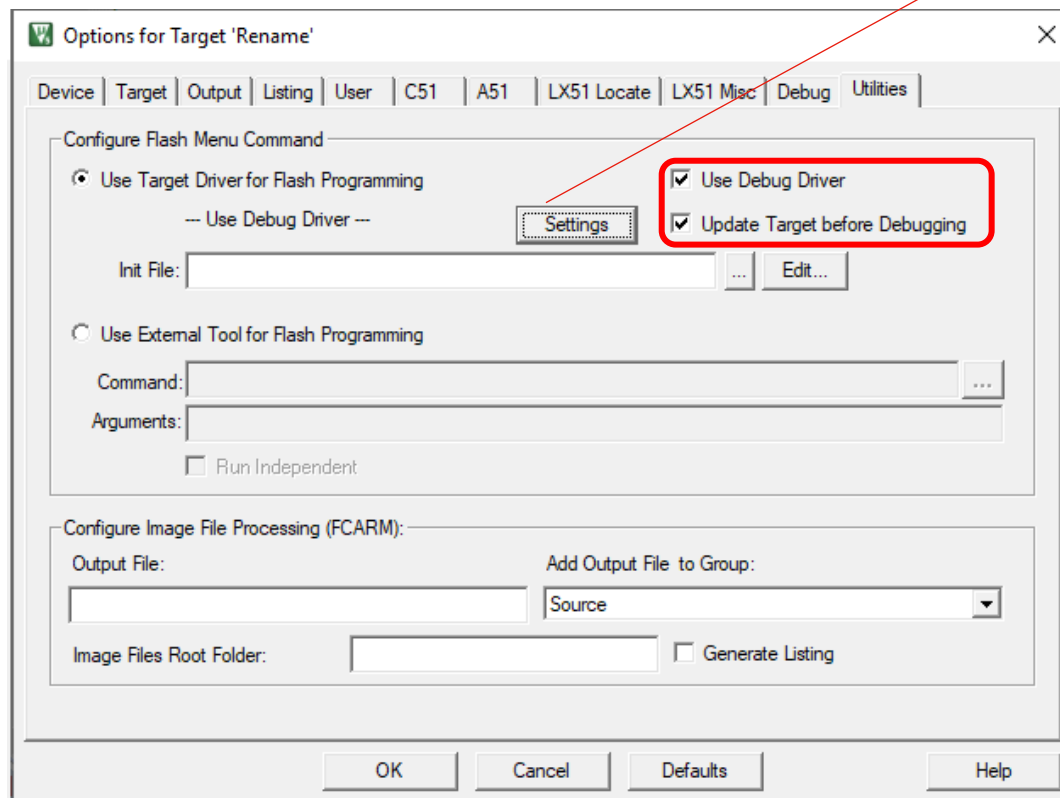 Options for Target 'Rename'
Device Target Output Listing User C51 A51 LX51 Locate LX51 Misc Debug Utilities
Configure Flash Menu Command
Use Target Driver for Flash Programming Use Debug Driver
--- Use Debug Driver --- Settings Update Target before Debugging
Init File: ... Edit...
Use External Tool for Flash Programming
Command: ...
Arguments:
Run Independent
Configure Image File Processing (FCARM):
Output File: Add Output File to Group:
Source
Image Files Root Folder: Generate Listing
OK Cancel Defaults Help